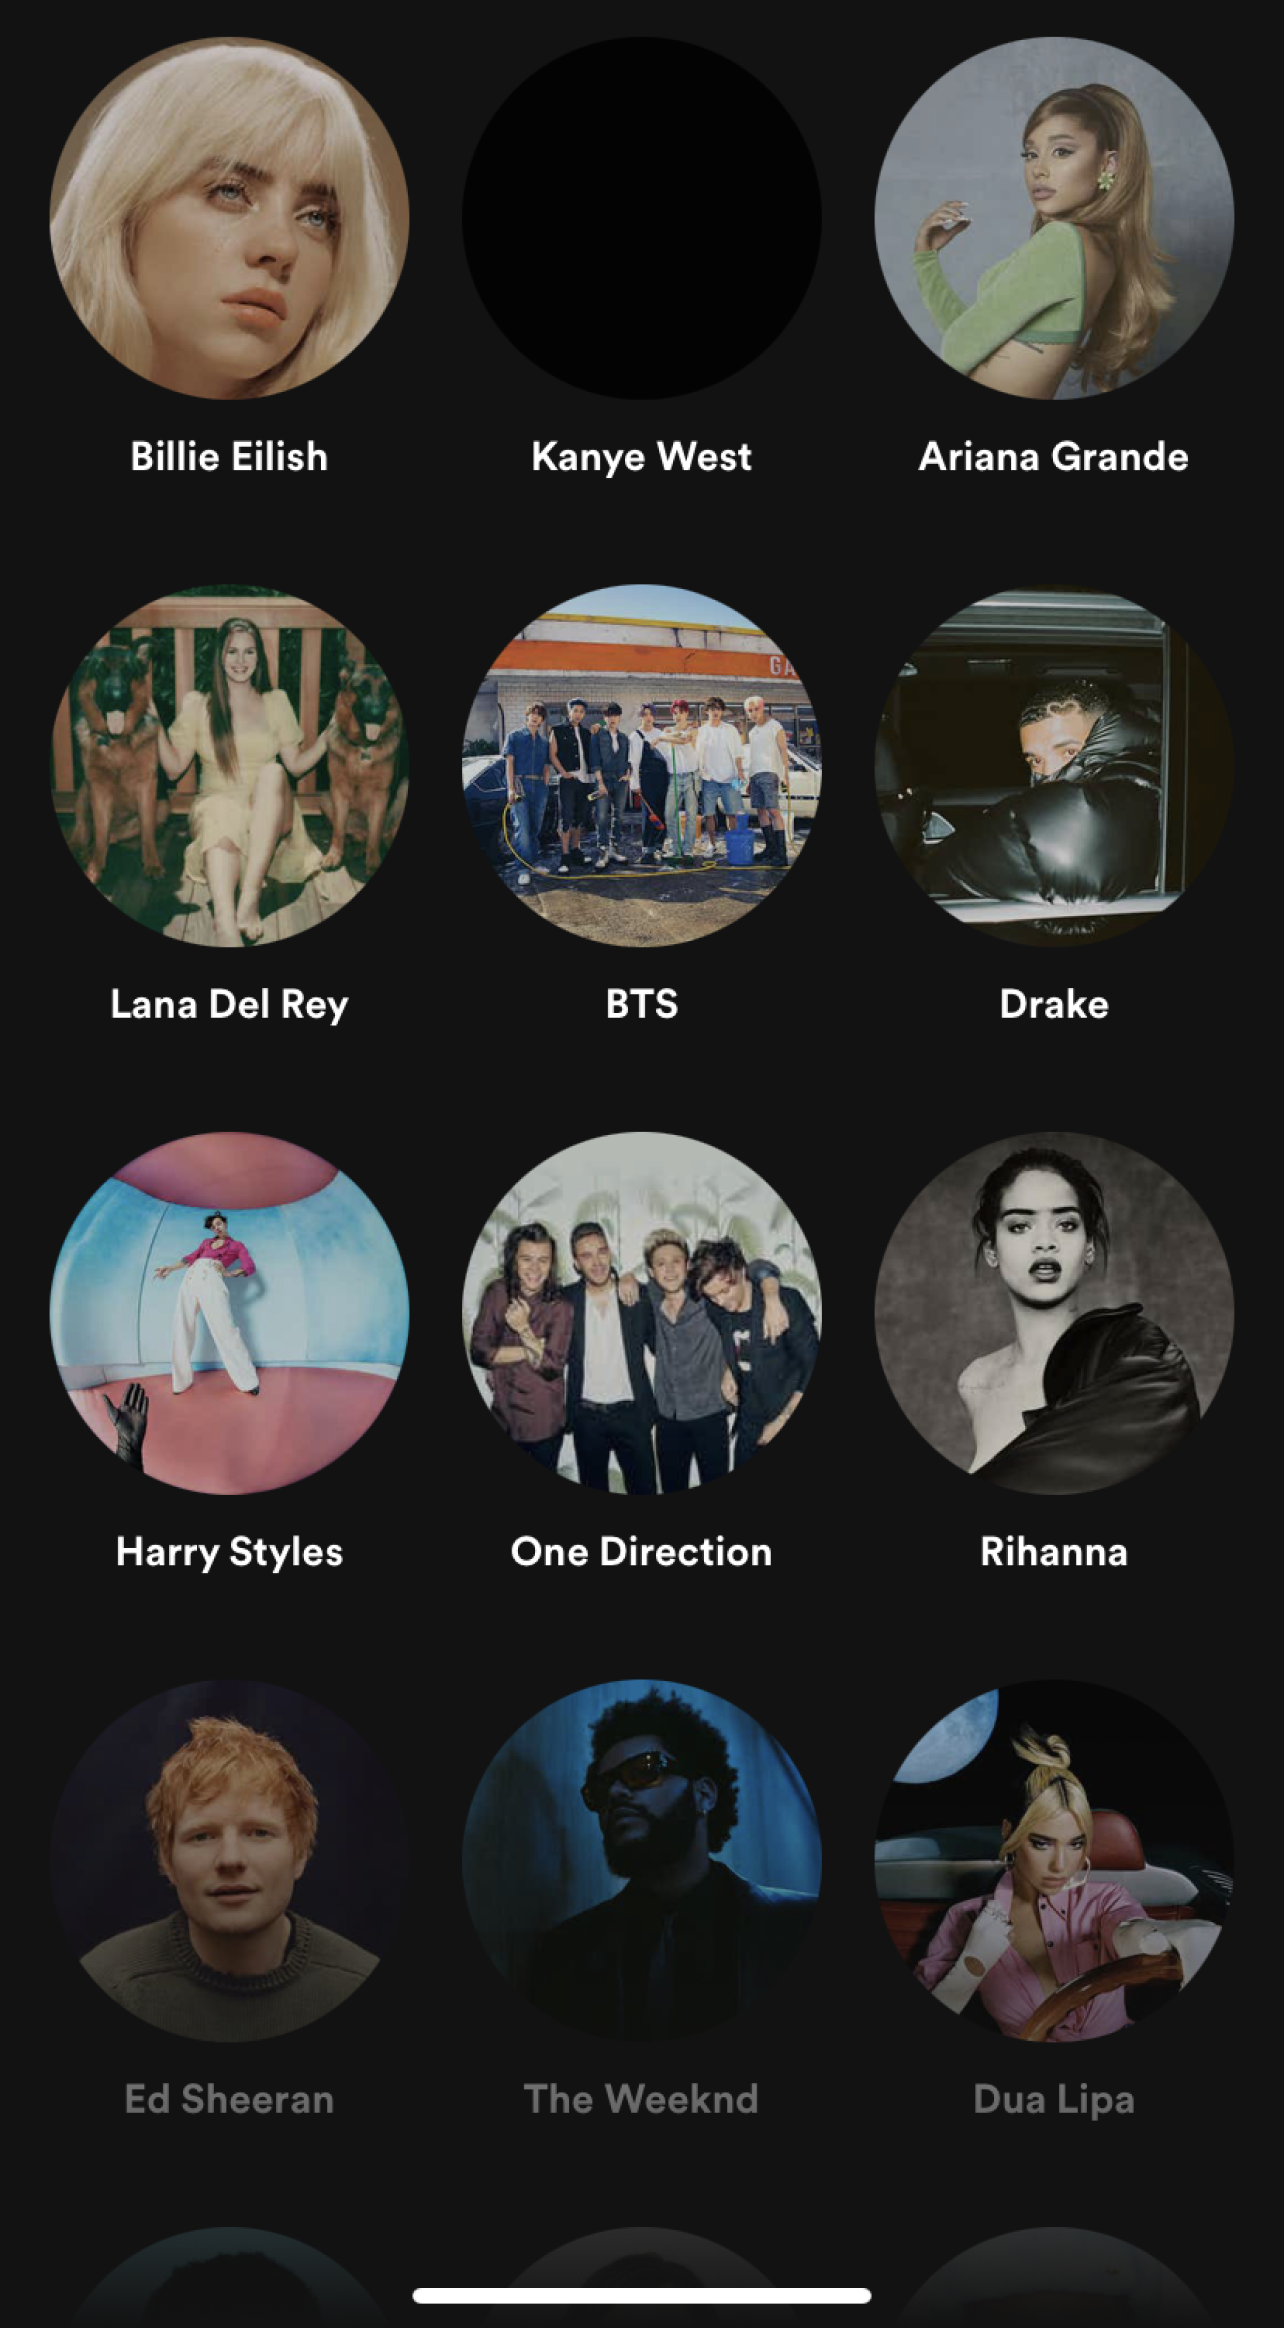 Billie Eilish
Kanye West
Ariana Grande
GA
Lana Del Rey
BTS
Drake
Harry Styles
One Direction
Rihanna
Ed Sheeran
The Weeknd
Dua Lipa